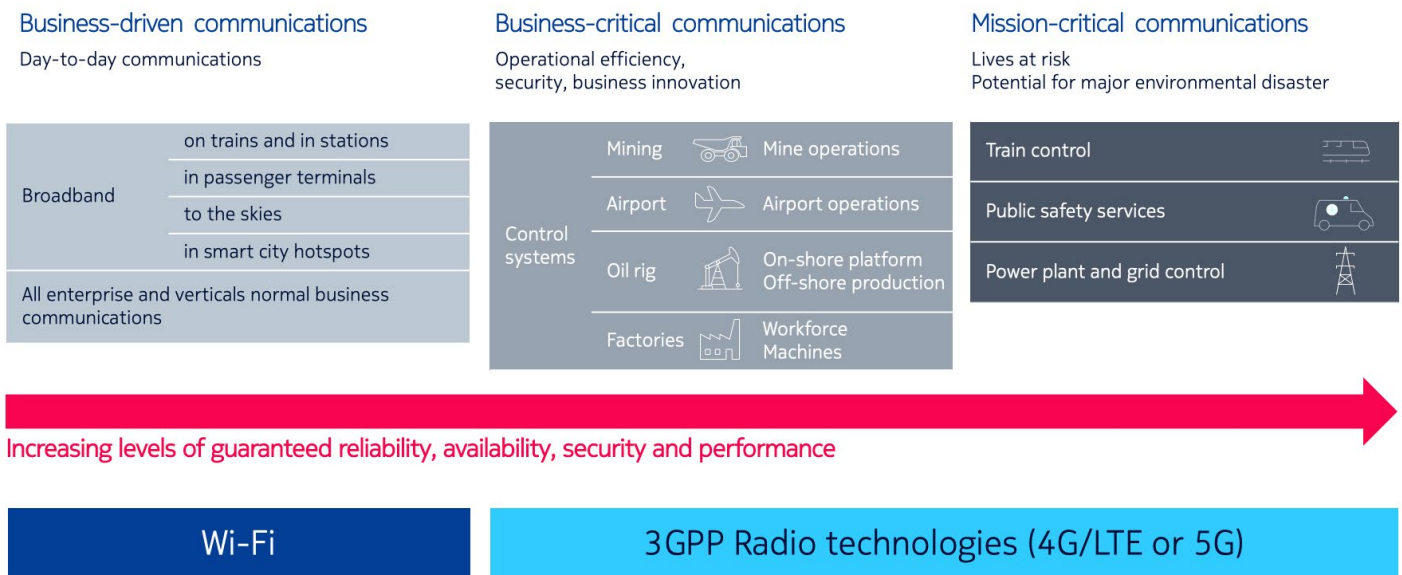 Business-driven communications
Day-to-day communications
Broadband
on trains and in stations
in passenger terminals
to the skies
in smart city hotspots
All enterprise and verticals normal business
communications
Business-critical communications
Operational efficiency,
security, business innovation
Control
systems
Mining
Mine operations
Airport
Airport operations
Oil rig
On-shore platform
Off-shore production
Factories
Workforce
Machines
Mission-critical communications
Lives at risk
Potential for major environmental disaster
Train control
Public safety services
Power plant and grid control
Increasing levels of guaranteed reliability, availability, security and performance
Wi-Fi
3GPP Radio technologies (4G/LTE or 5G)